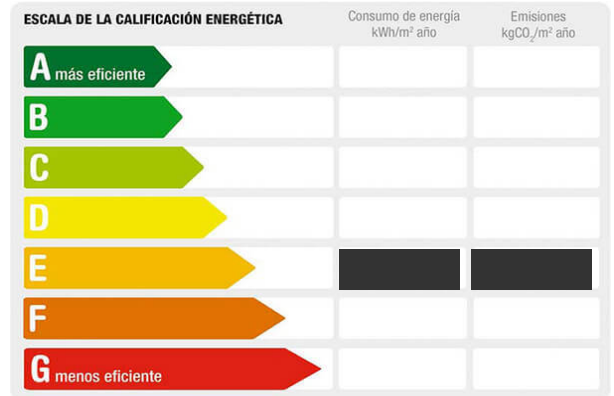 ESCALA DE LA CALIFICACIÓN ENERGÉTICA
Consumo de energía
kWh/m² año
Emisiones
kgCO₂/m² año
A más eficiente
B
C
D
E
F
G menos eficiente